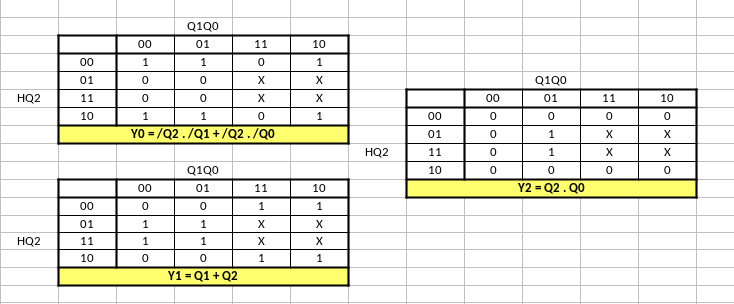 Q1Q0
00 01 11 10
00 1 1 0 1
01 0 0 X X
HQ2
11 0 0 X X
10 1 1 0 1
Y0 = /Q2 . /Q1 + /Q2 . /Q0
Q1Q0
00 01 11 10
00 0 0 1 1
01 1 1 X X
HQ2
11 1 1 X X
10 0 0 1 1
Y1 = Q1 + Q2
Q1Q0
00 01 11 10
00 0 0 0 0
01 0 1 X X
HQ2
11 0 1 X X
10 0 0 0 0
Y2 = Q2 . Q0